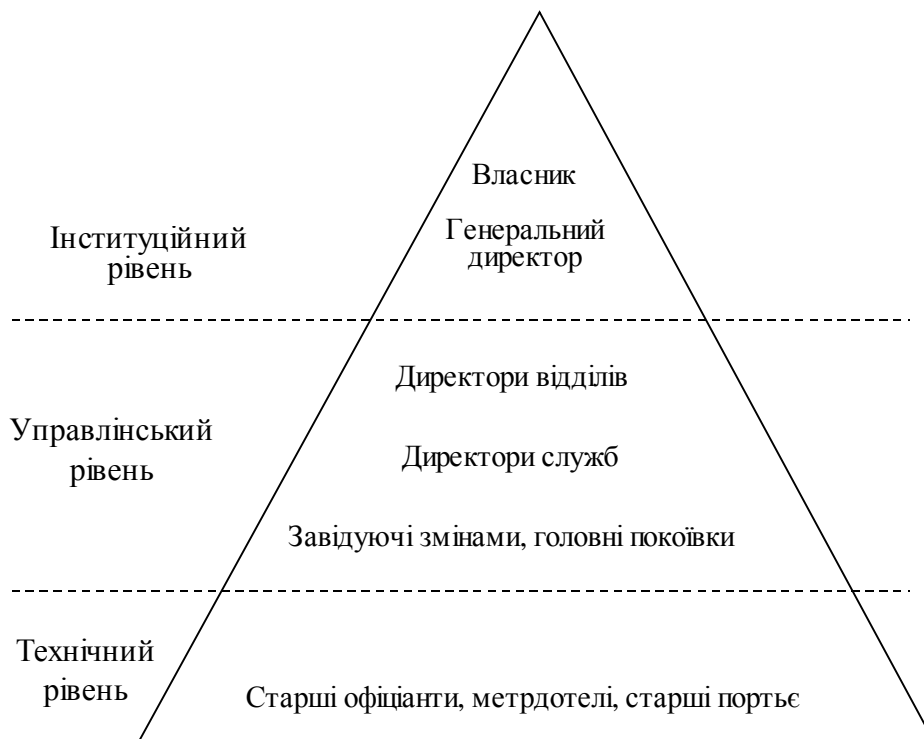 Власник
Генеральний
директор
Інституційний
рівень
Директори відділів
Управлінський
рівень
Директори служб
Завідуючі змінами, головні покоївки
Технічний
рівень
Старші офіціанти, метрдотелі, старші портьє